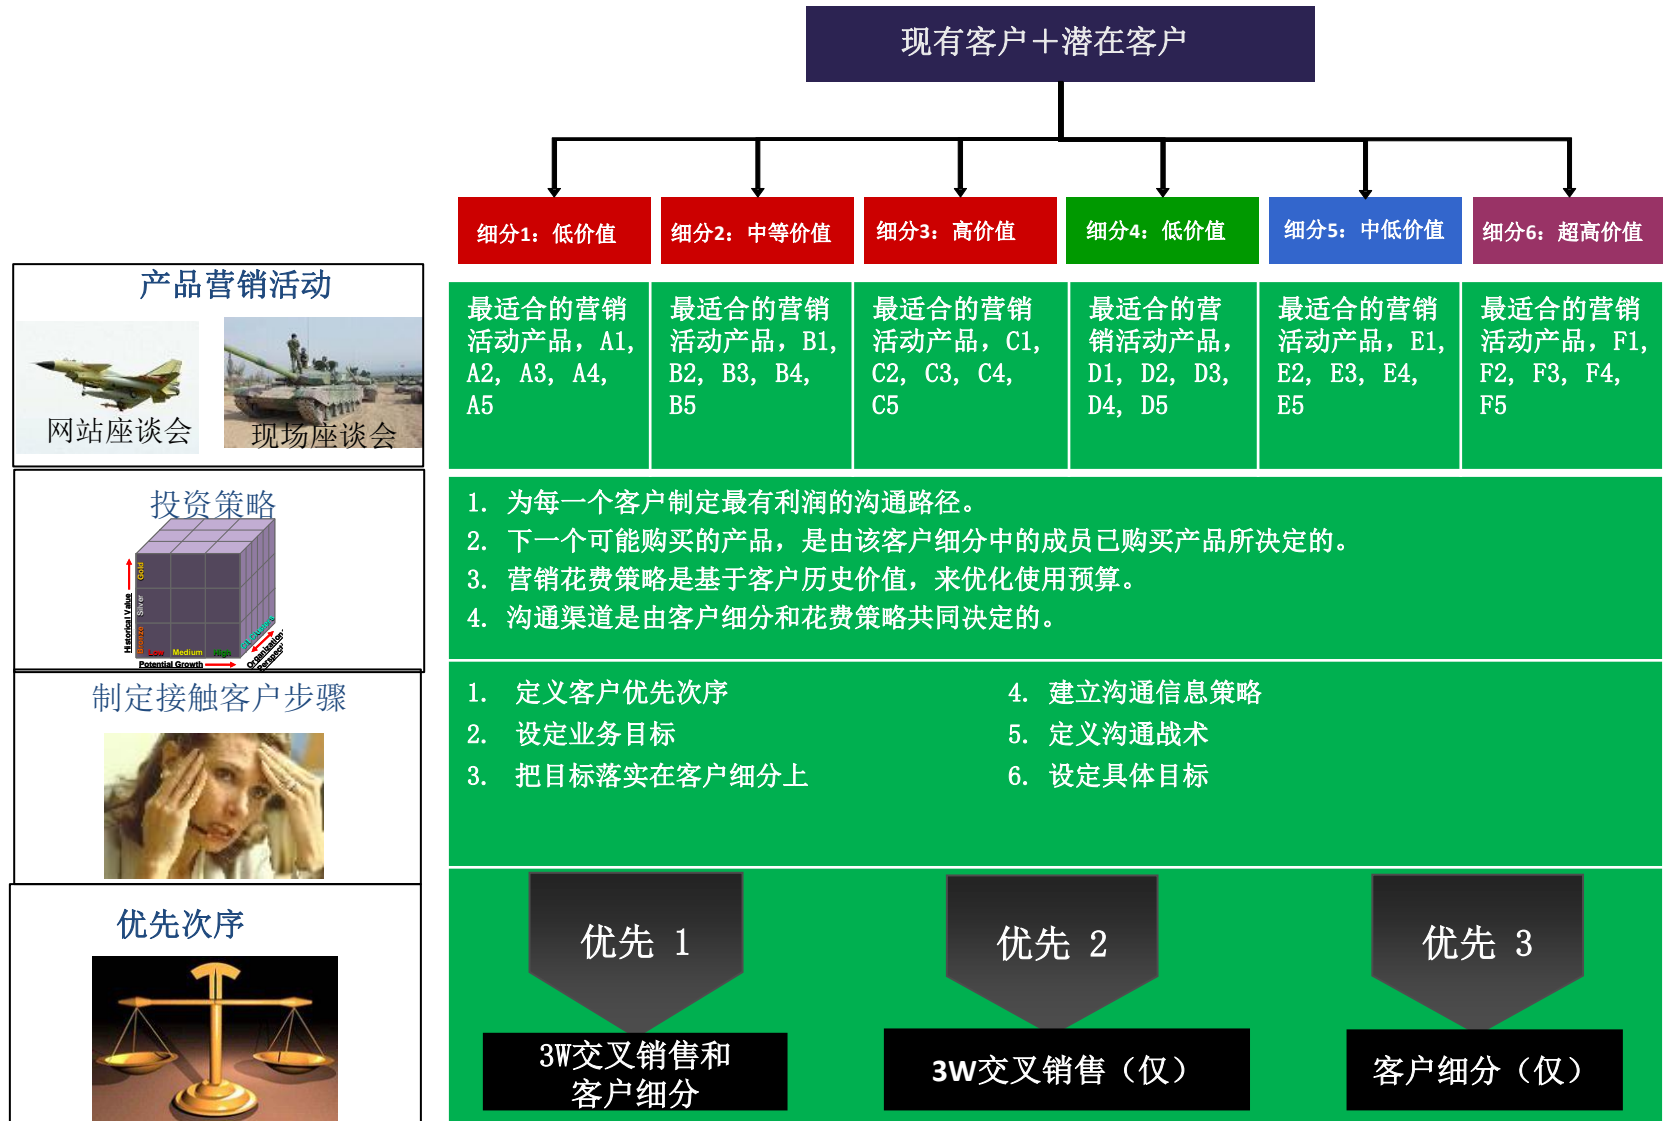 现有客户＋潜在客户
细分1：低价值
细分2：中等价值
细分3：高价值
细分4：低价值
细分5：中低价值
细分6：超高价值
产品营销活动
网站座谈会
现场座谈会
最适合的营销
活动产品，A1,
A2, A3, A4,
A5
最适合的营销
活动产品，B1,
B2, B3, B4,
B5
最适合的营销
活动产品，C1,
C2, C3, C4,
C5
最适合的营
销活动产品，
D1, D2, D3,
D4, D5
最适合的营销
活动产品，E1,
E2, E3, E4,
E5
最适合的营销
活动产品，F1,
F2, F3, F4,
F5
投资策略
Historical Value
Gold
Silver
Bronze
Low Medium High
Potential Growth
Organization
1. 为每一个客户制定最有利润的沟通路径。
2. 下一个可能购买的产品，是由该客户细分中的成员已购买产品所决定的。
3. 营销花费策略是基于客户历史价值，来优化使用预算。
4. 沟通渠道是由客户细分和花费策略共同决定的。
制定接触客户步骤
1. 定义客户优先次序
2. 设定业务目标
3. 把目标落实在客户细分上
4. 建立沟通信息策略
5. 定义沟通战术
6. 设定具体目标
优先次序
优先 1
3W交叉销售和
客户细分
优先 2
3W交叉销售（仅）
优先 3
客户细分（仅）